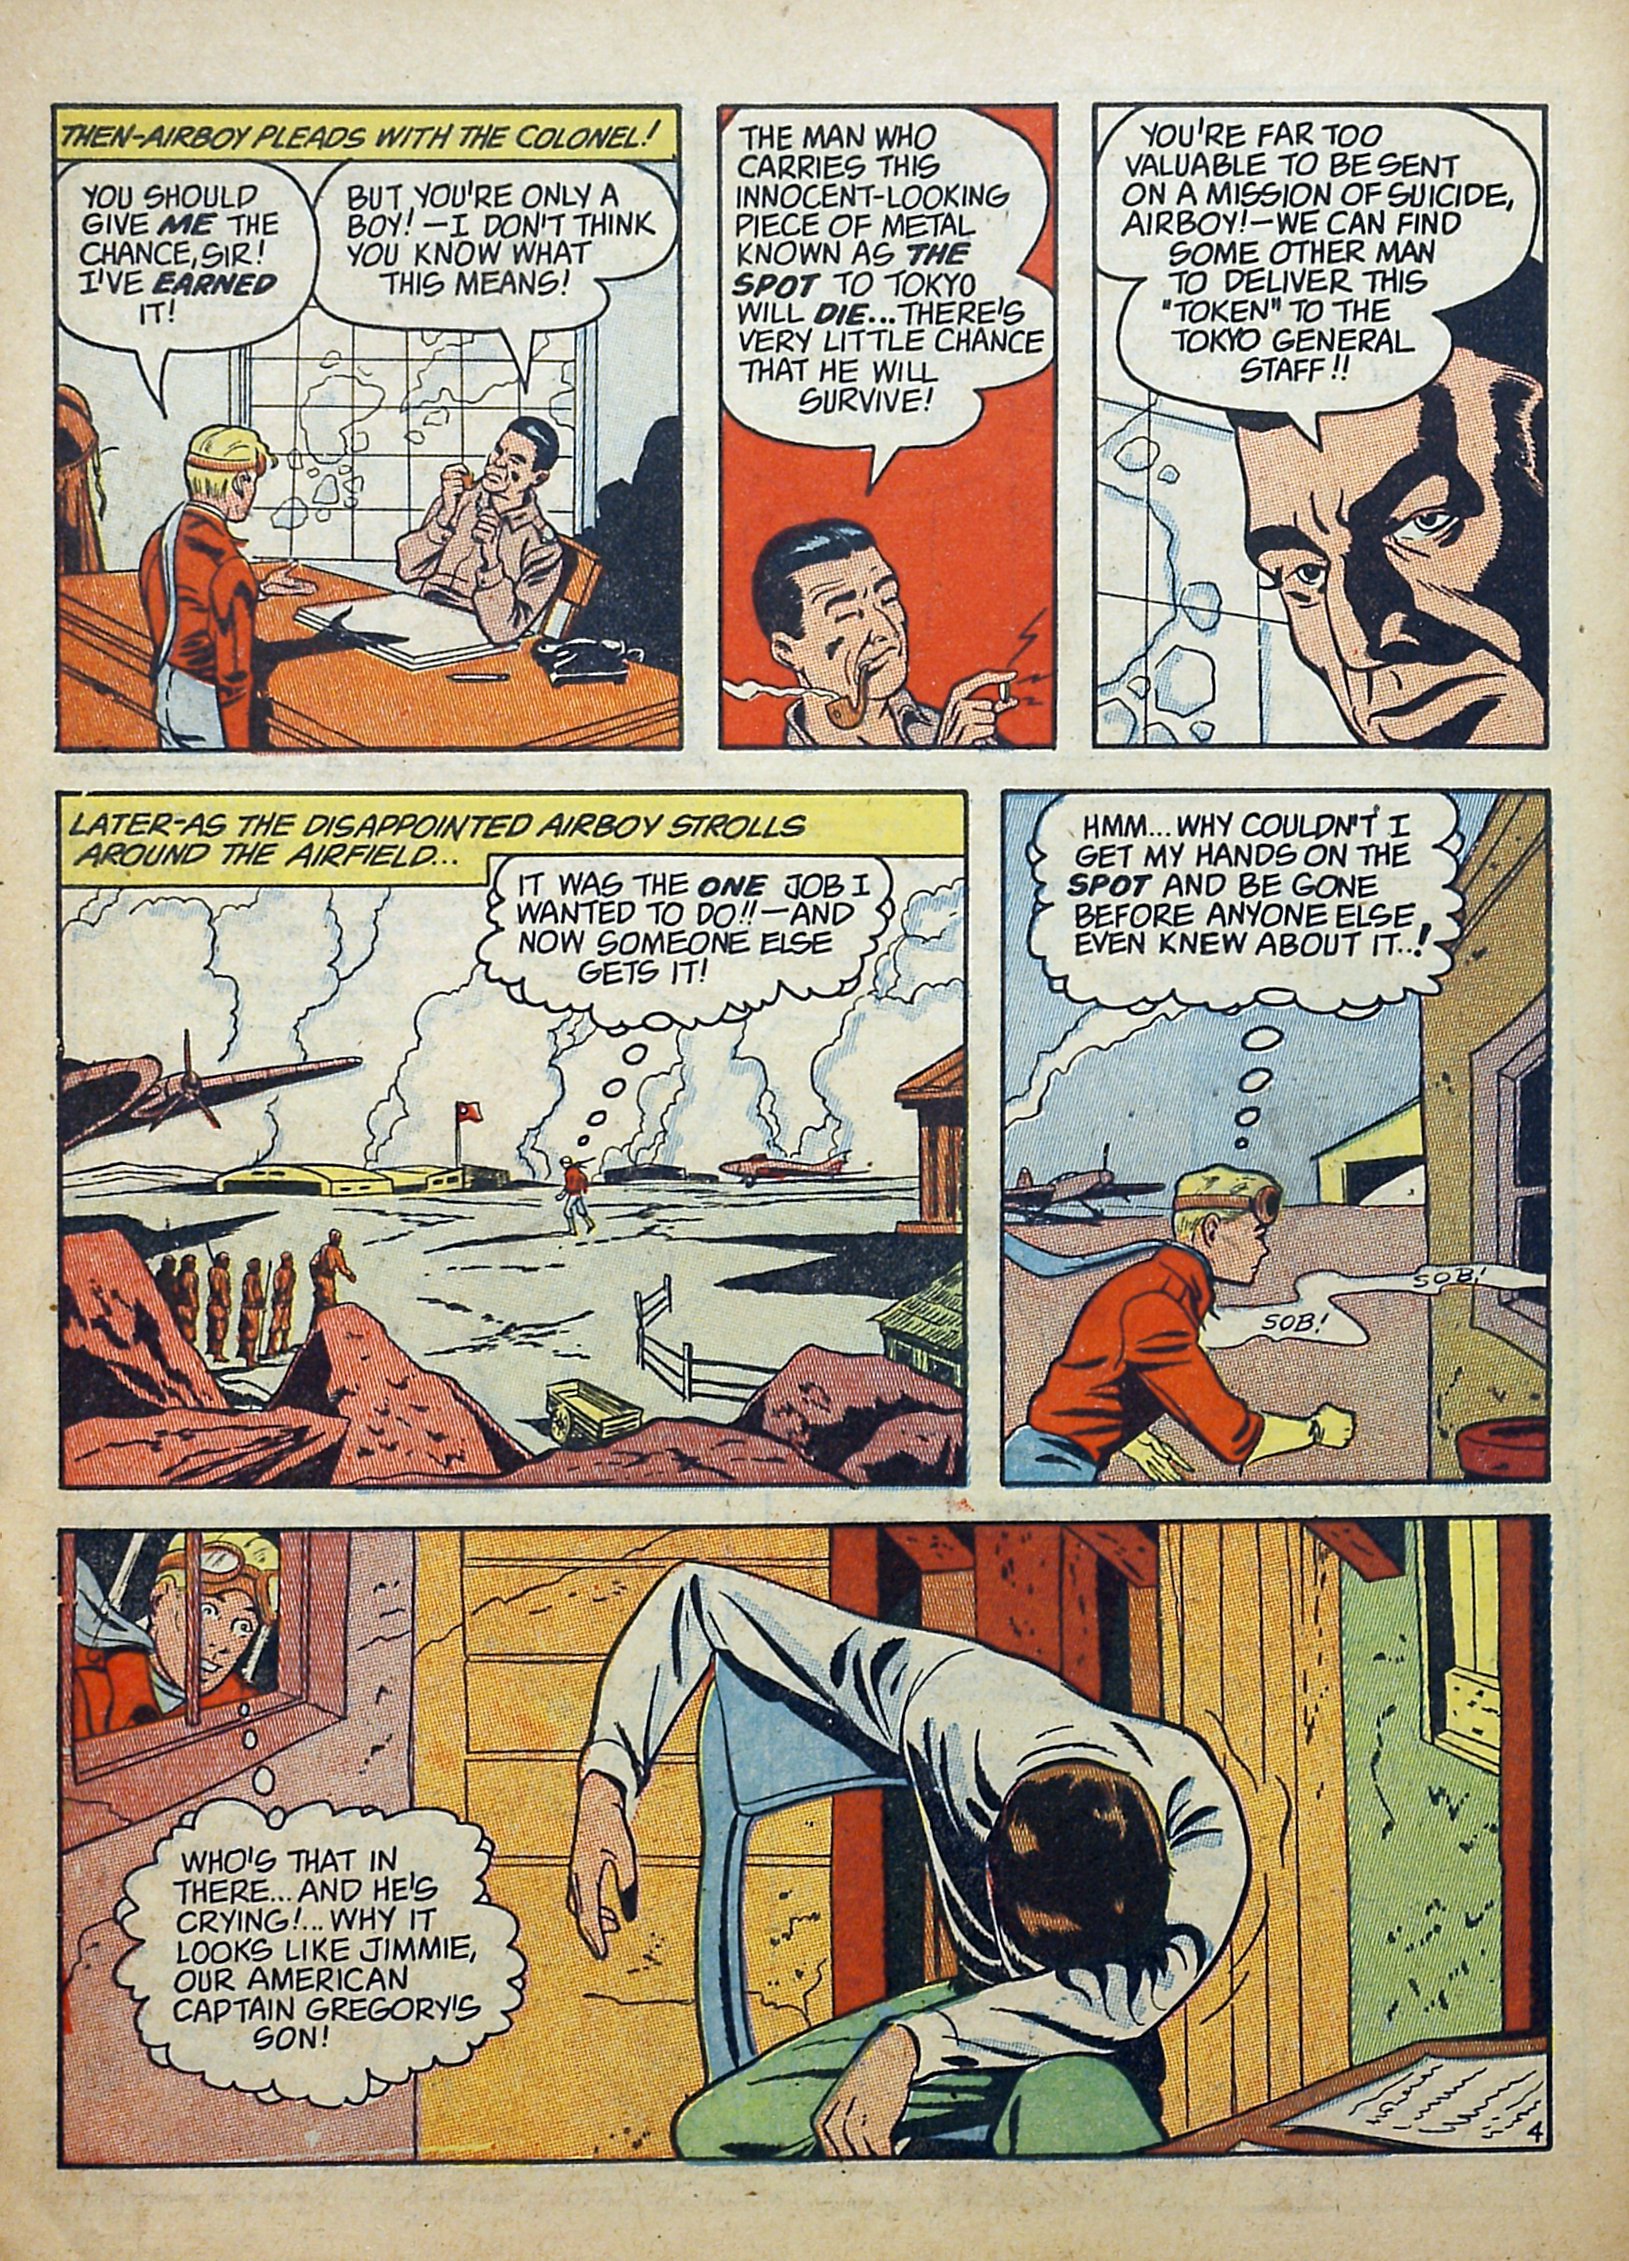 THEN-AIRBOY PLEADS WITH THE COLONEL!
YOU SHOULD
GIVE ME THE
CHANCE, SIR!
I'VE EARNED
IT!
BUT YOU'RE ONLY A
BOY!—I DON'T THINK
YOU KNOW WHAT
THIS MEANS!
THE MAN WHO
CARRIES THIS
INNOCENT-LOOKING
PIECE OF METAL
KNOWN AS THE
SPOT TO TOKYO
WILL DIE...THERE'S
VERY LITTLE CHANCE
THAT HE WILL
SURVIVE!
YOU'RE FAR TOO
VALUABLE TO BE SENT
ON A MISSION OF SUICIDE,
AIRBOY!—WE CAN FIND
SOME OTHER MAN
TO DELIVER THIS
"TOKEN" TO THE
TOKYO GENERAL
STAFF!!
LATER-AS THE DISAPPOINTED AIRBOY STROLLS
AROUND THE AIRFIELD...
IT WAS THE ONE JOB I
WANTED TO DO!!—AND
NOW SOMEONE ELSE
GETS IT!
HMM...WHY COULDN'T I
GET MY HANDS ON THE
SPOT AND BE GONE
BEFORE ANYONE ELSE
EVEN KNEW ABOUT IT..!
SOB!
SOB!
WHO'S THAT IN
THERE...AND HE'S
CRYING!...WHY IT
LOOKS LIKE JIMMIE,
OUR AMERICAN
CAPTAIN GREGORY'S
SON!
4